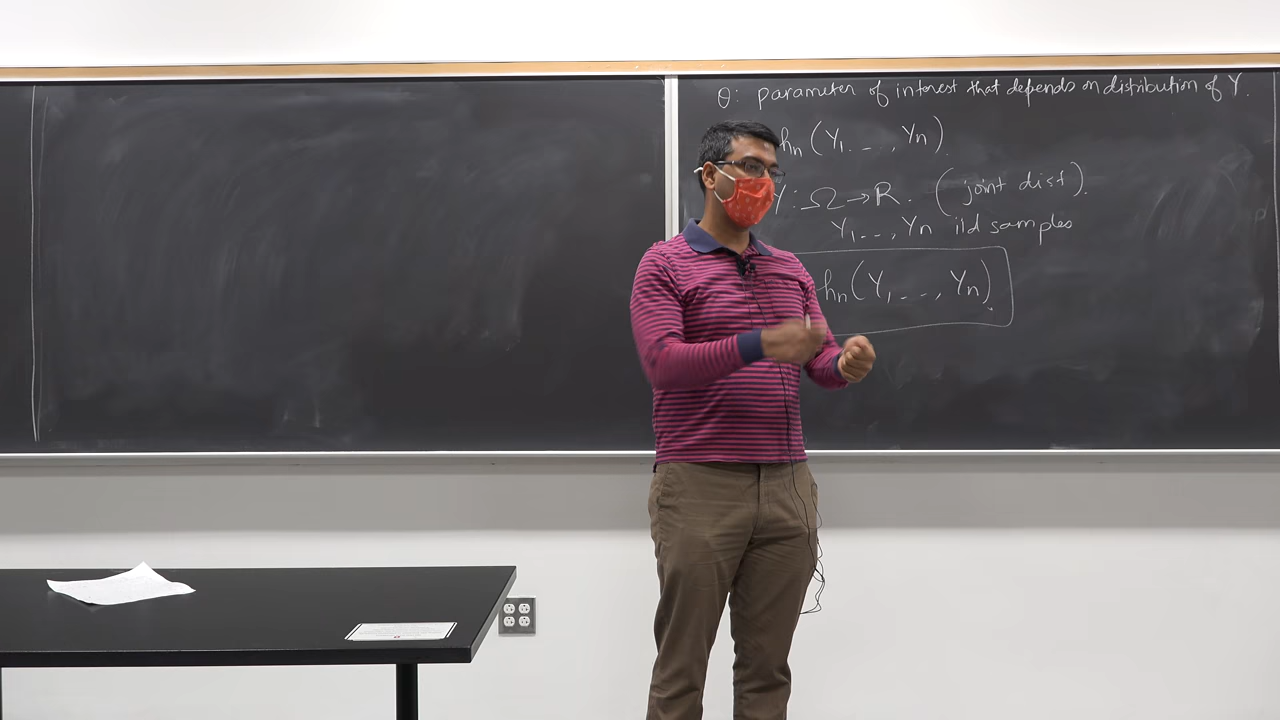 θ: parameter of interest that depends on distribution of Y.
hn (Y1 ..., Yn)
Y: Ω → R. (joint dist).
Y1 ..., Yn iid samples
hn (Y1 ..., Yn)